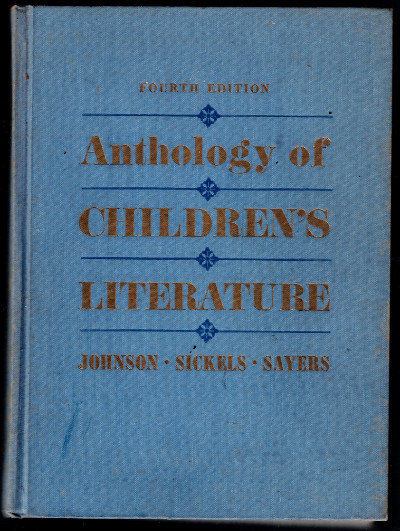 FOURTH EDITION
Anthology of
CHILDREN'S
LITERATURE
JOHNSON · SICKELS · SAYERS